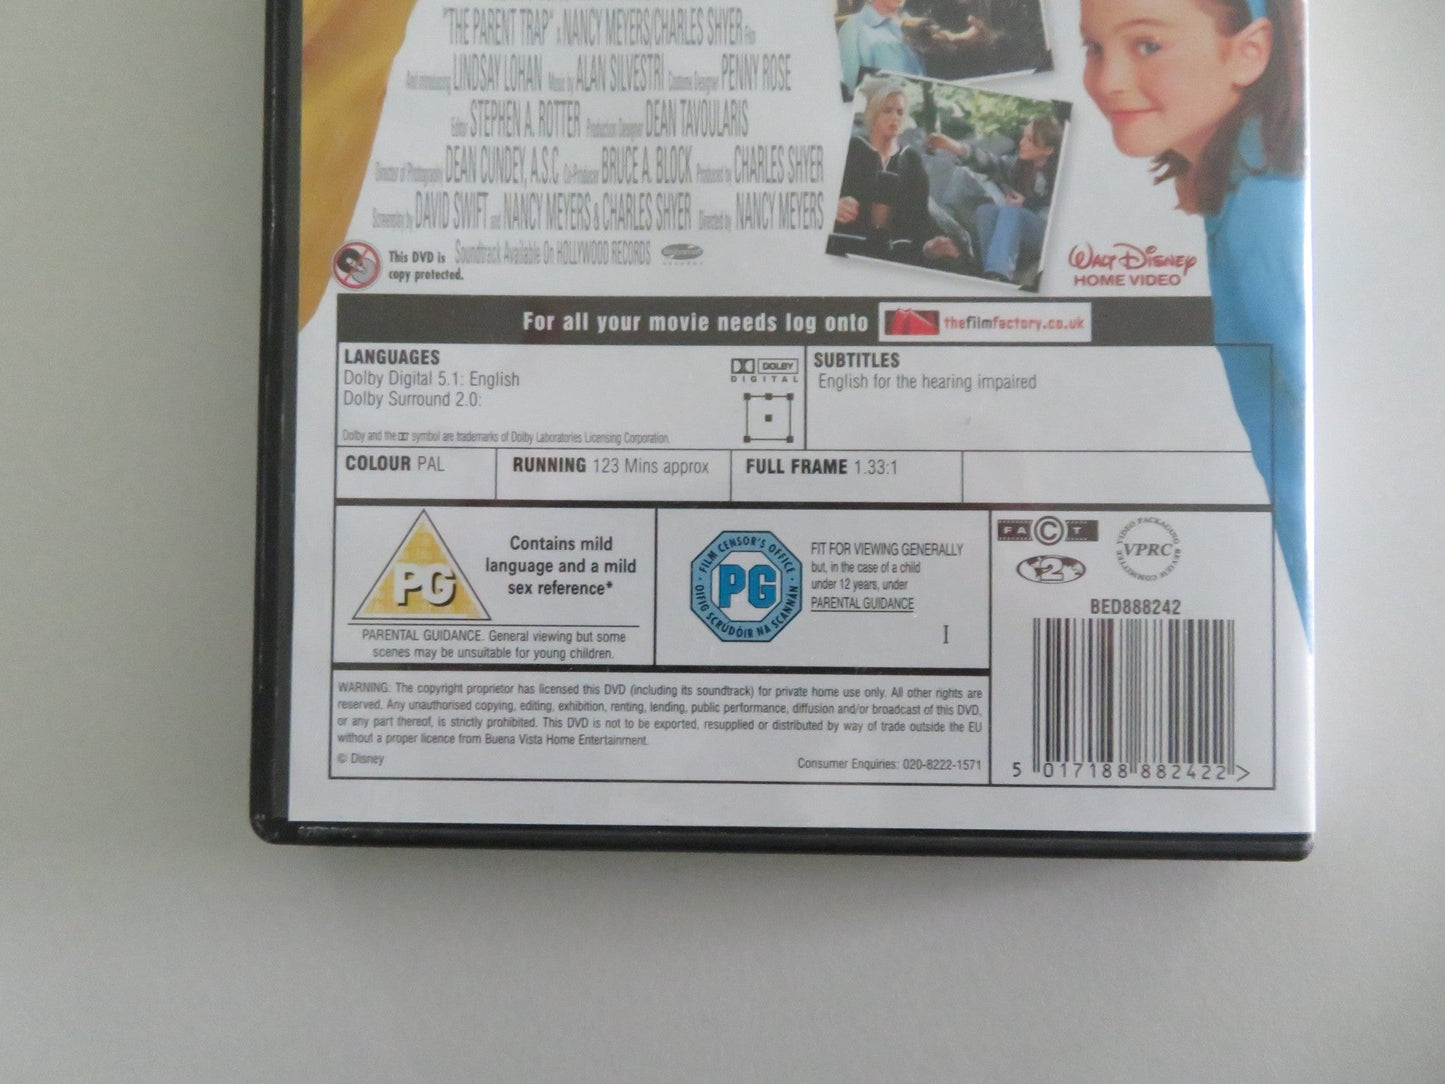 "THE PARENT TRAP" A NANCY MEYERS/CHARLES SHYER Film
And introducing LINDSAY LOHAN Music by ALAN SILVESTRI Costume Designer PENNY ROSE
Editor STEPHEN A. ROTTER Production Designer DEAN TAVOULARIS
Director of Photography DEAN CUNDEY, A.S.C Co-Producer BRUCE A. BLOCK Produced by CHARLES SHYER
Screenplay by DAVID SWIFT and NANCY MEYERS & CHARLES SHYER Directed by NANCY MEYERS
This DVD is copy protected.
Soundtrack Available On HOLLYWOOD RECORDS
WALT DISNEY
HOME VIDEO
For all your movie needs log onto thefilmfactory.co.uk
LANGUAGES
Dolby Digital 5.1: English
Dolby Surround 2.0:
Dolby and the symbol are trademarks of Dolby Laboratories Licensing Corporation.
DOLBY
DIGITAL
SUBTITLES
English for the hearing impaired
COLOUR PAL
RUNNING 123 Mins approx
FULL FRAME 1.33:1
PG
Contains mild
language and a mild
sex reference*
PARENTAL GUIDANCE. General viewing but some
scenes may be unsuitable for young children.
FILM CENSOR'S OFFICE
PG
OIFIG SCRÚDÓIR NA SCANNÁN
FIT FOR VIEWING GENERALLY
but, in the case of a child
under 12 years, under
PARENTAL GUIDANCE
I
FACT
2
VIDEO PACKAGING REVIEW COMMITTEE
VPRC
BED888242
5 017188 882422 >
WARNING: The copyright proprietor has licensed this DVD (including its soundtrack) for private home use only. All other rights are
reserved. Any unauthorised copying, editing, exhibition, renting, lending, public performance, diffusion and/or broadcast of this DVD,
or any part thereof, is strictly prohibited. This DVD is not to be exported, resupplied or distributed by way of trade outside the EU
without a proper licence from Buena Vista Home Entertainment.
© Disney
Consumer Enquiries: 020-8222-1571